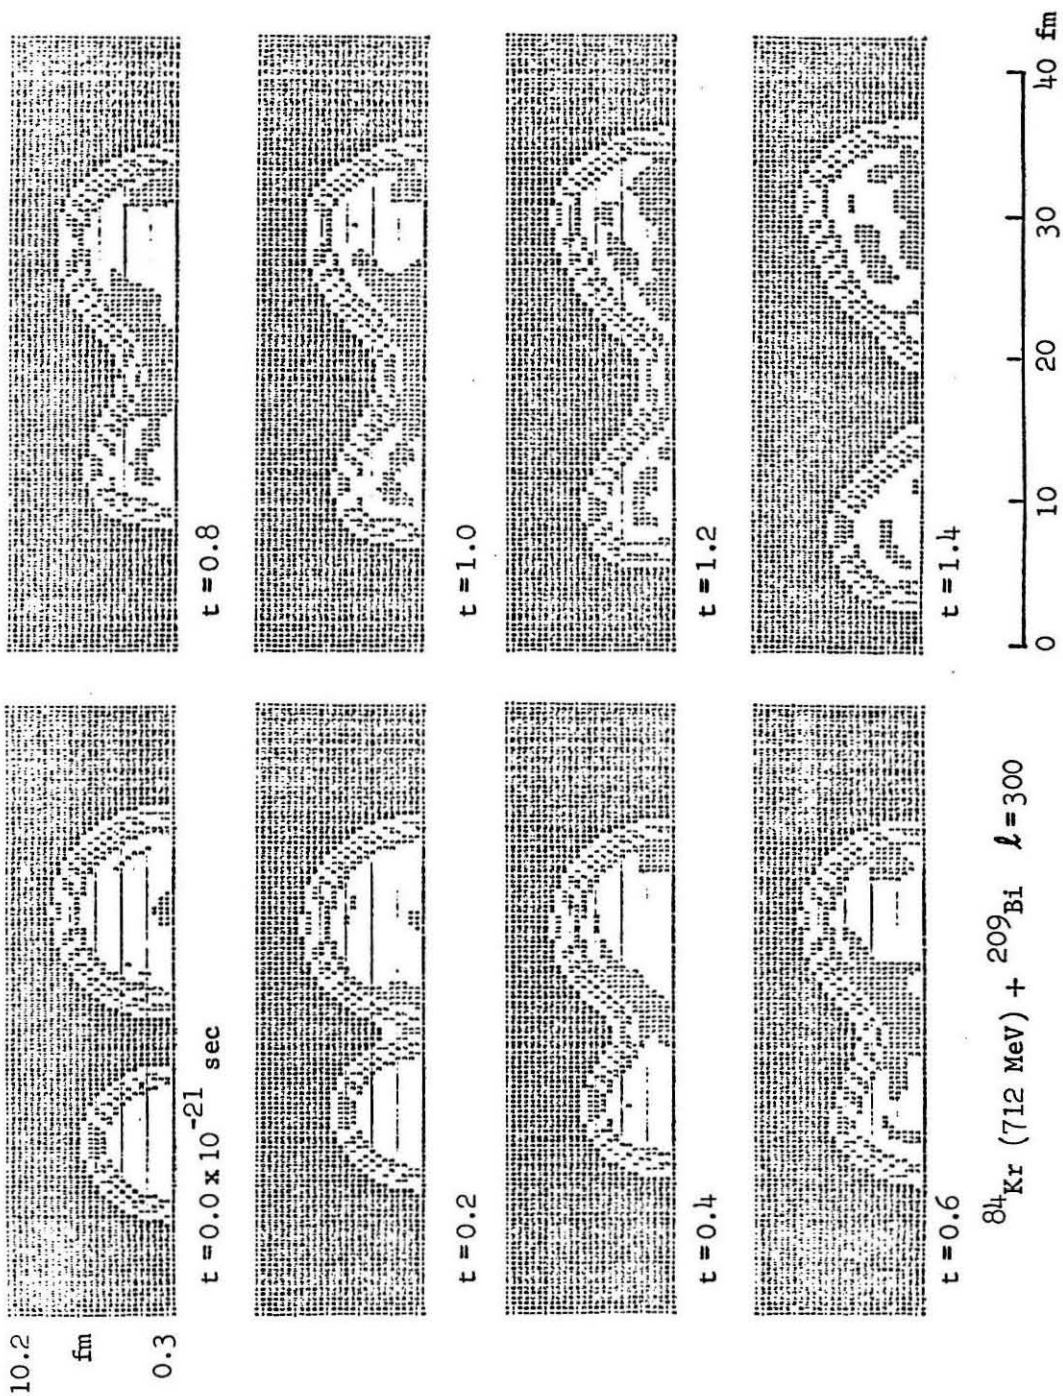 10.2
fm
0.3
t = 0.0 x 10⁻²¹ sec
t = 0.2
t = 0.4
t = 0.6
t = 0.8
t = 1.0
t = 1.2
t = 1.4
0 10 20 30 40 fm
⁸⁴Kr (712 MeV) + ²⁰⁹Bi ℓ = 300